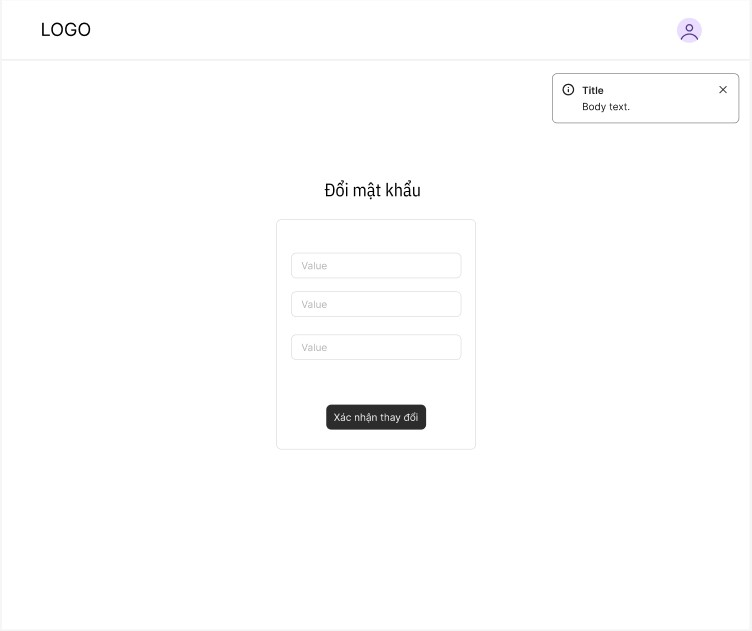 LOGO
Title
Body text.
Đổi mật khẩu
Value
Value
Value
Xác nhận thay đổi